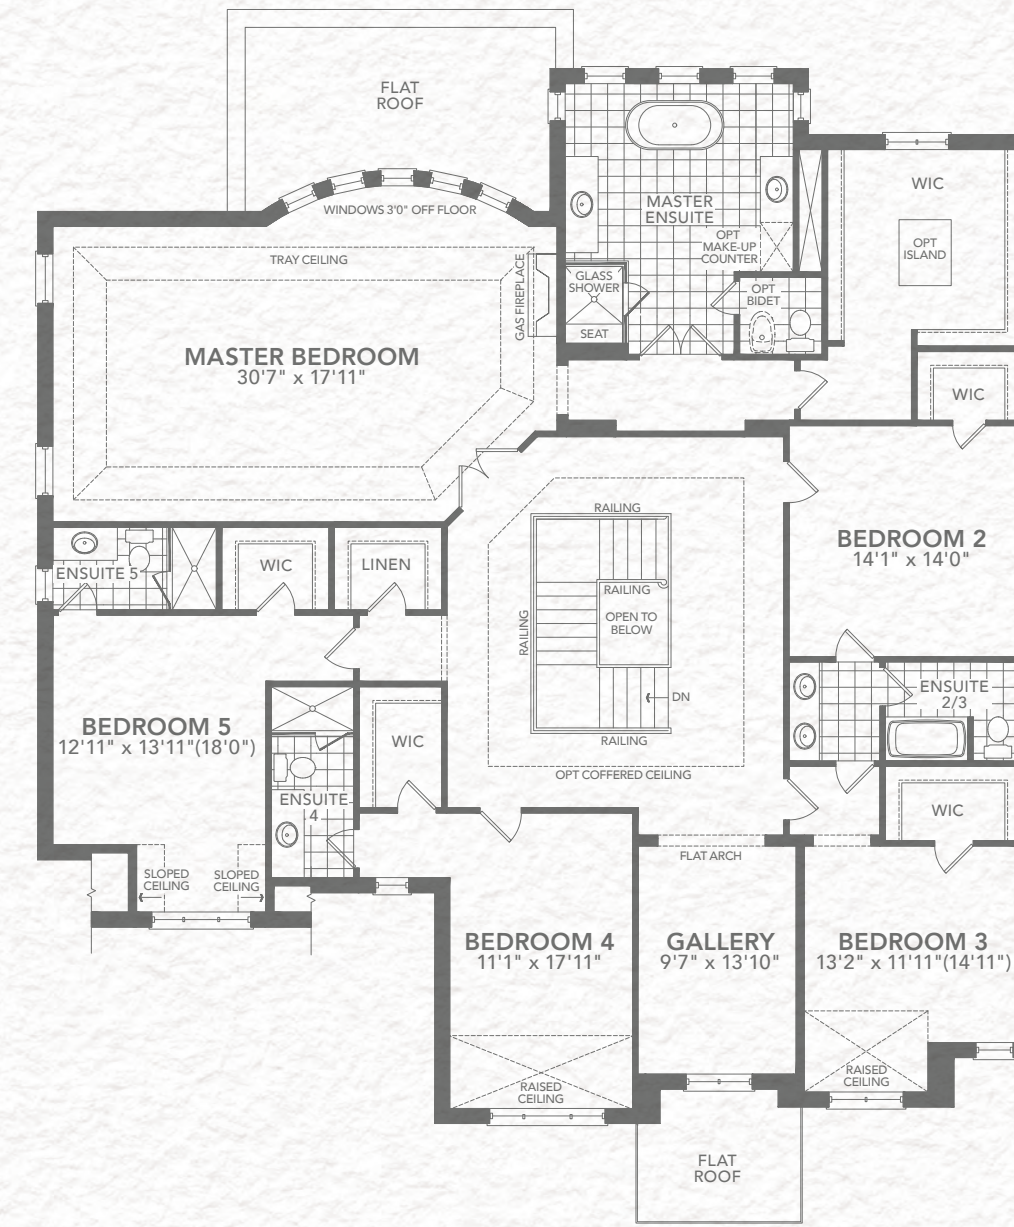 FLAT
ROOF
WINDOWS 3'0" OFF FLOOR
TRAY CEILING
GAS FIREPLACE
MASTER BEDROOM
30'7" x 17'11"
MASTER
ENSUITE
OPT
MAKE-UP
COUNTER
GLASS
SHOWER
SEAT
OPT
BIDET
WIC
OPT
ISLAND
WIC
BEDROOM 2
14'1" x 14'0"
RAILING
RAILING
OPEN TO
BELOW
RAILING
DN
RAILING
OPT COFFERED CEILING
ENSUITE 5
WIC
LINEN
BEDROOM 5
12'11" x 13'11"(18'0")
WIC
ENSUITE
4
SLOPED
CEILING
SLOPED
CEILING
ENSUITE
2/3
WIC
FLAT ARCH
BEDROOM 4
11'1" x 17'11"
GALLERY
9'7" x 13'10"
BEDROOM 3
13'2" x 11'11"(14'11")
RAISED
CEILING
RAISED
CEILING
FLAT
ROOF